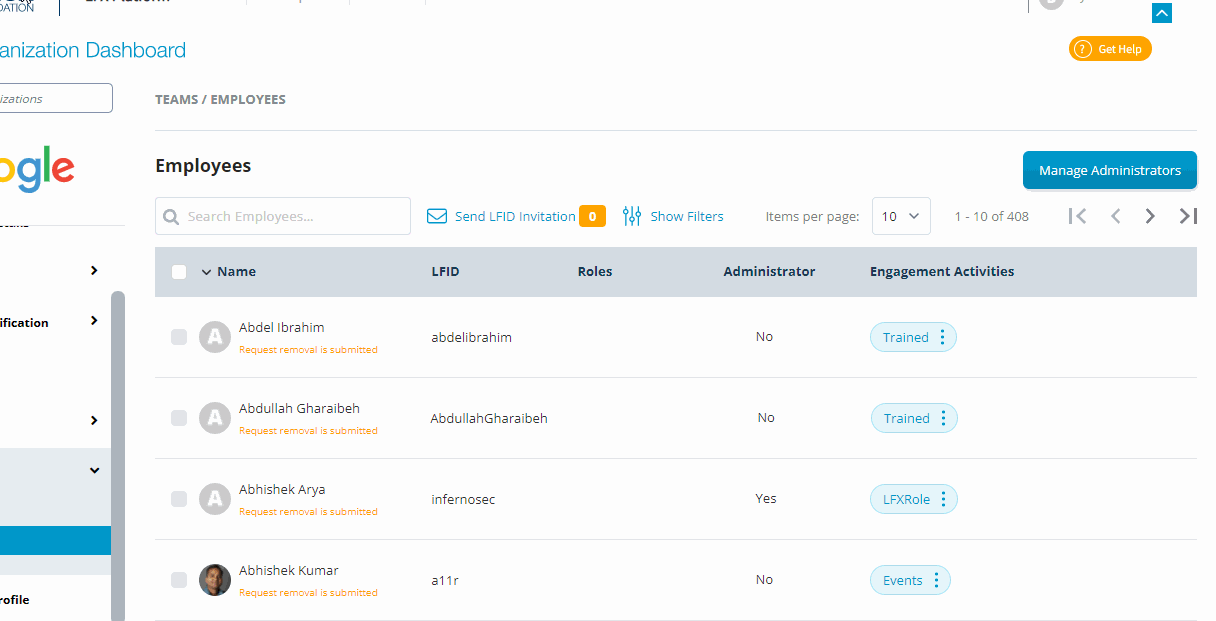 DATION
anization Dashboard
? Get Help
izations
TEAMS / EMPLOYEES
ogle
Employees
Manage Administrators
Search Employees...
Send LFID Invitation 0
Show Filters
Items per page: 10
1 - 10 of 408
Name LFID Roles Administrator Engagement Activities
A Abdel Ibrahim abdelibrahim No Trained
Request removal is submitted
ification
A Abdullah Gharaibeh AbdullahGharaibeh No Trained
Request removal is submitted
A Abhishek Arya infernosec Yes LFXRole
Request removal is submitted
Abhishek Kumar a11r No Events
Request removal is submitted
rofile